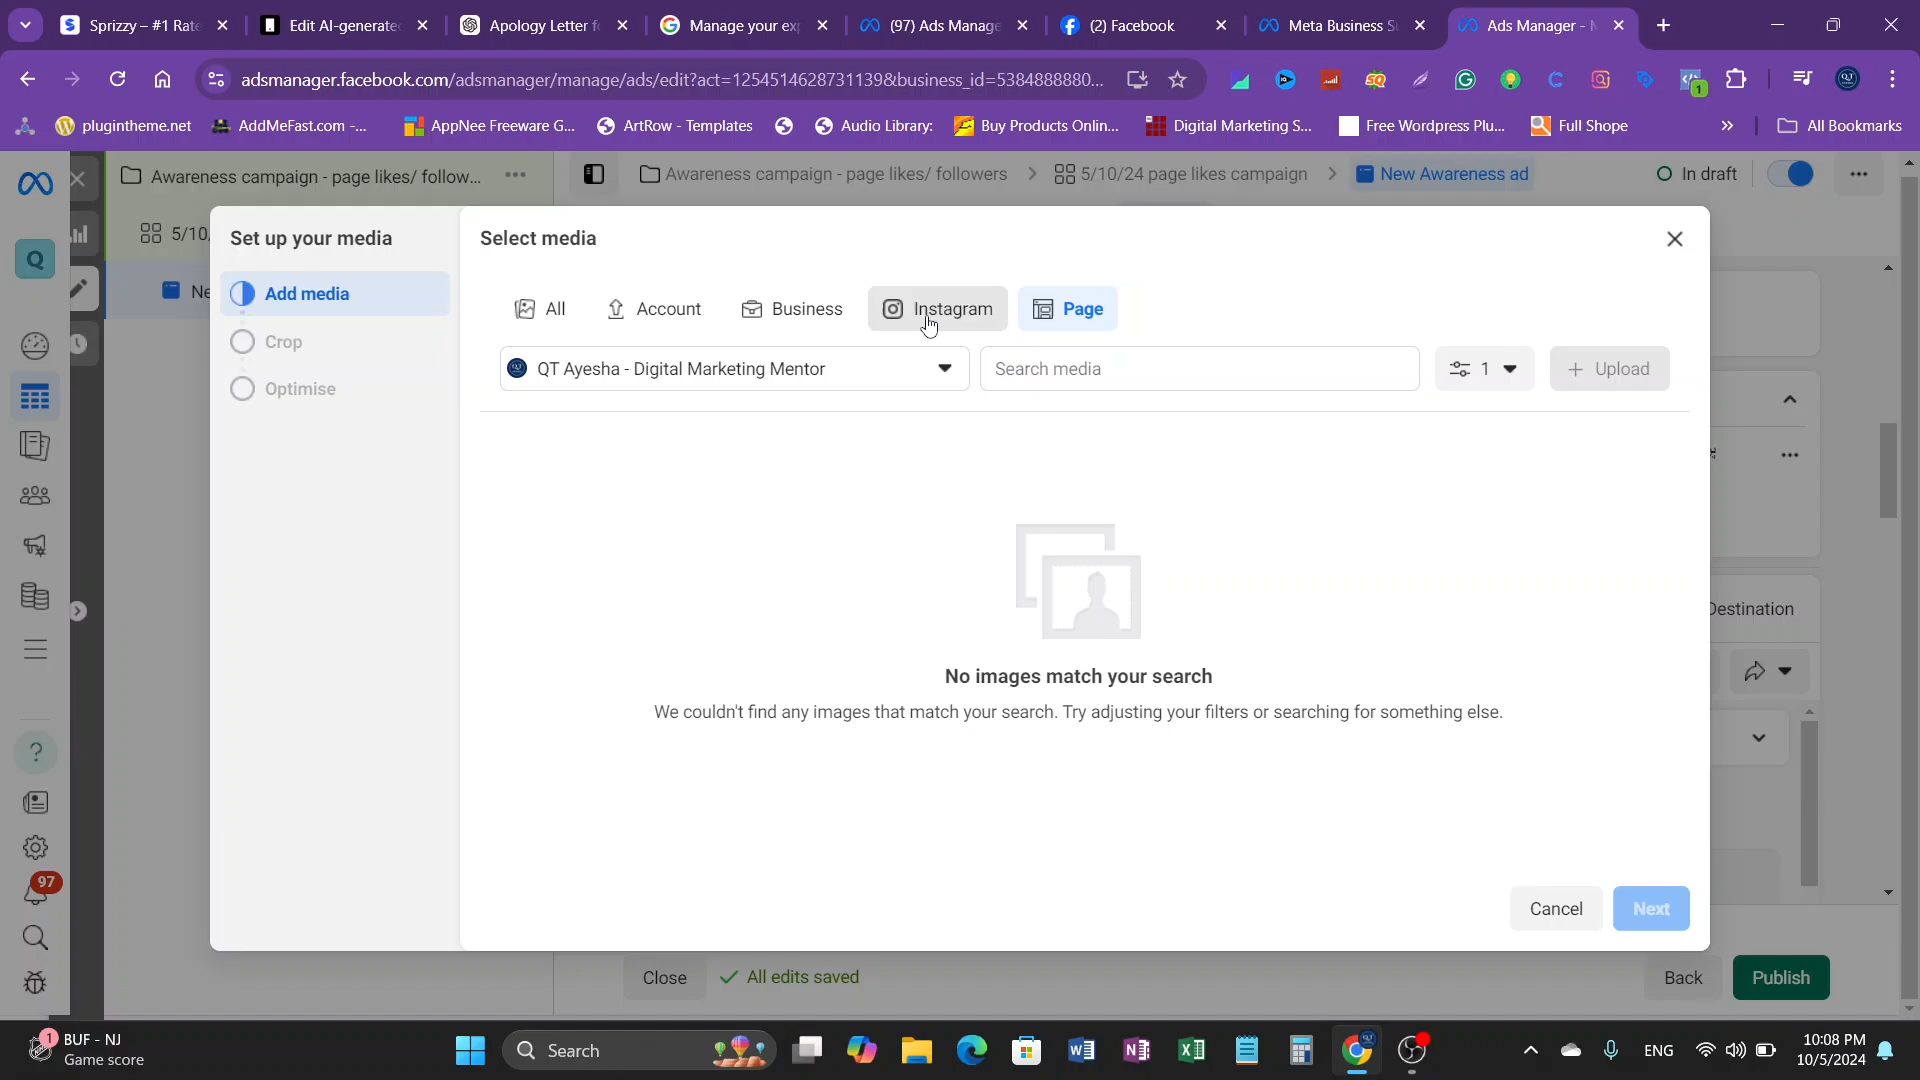 Sprizzy – #1 Rate
Edit AI-generate
Apology Letter f
Manage your ex
(97) Ads Manage
(2) Facebook
Meta Business S
Ads Manager -
adsmanager.facebook.com/adsmanager/manage/ads/edit?act=1254514628731139&business_id=5384888880...
1
plugintheme.net
AddMeFast.com -...
AppNee Freeware G...
ArtRow - Templates
Audio Library:
Buy Products Onlin...
Digital Marketing S...
Free Wordpress Plu...
Full Shope
All Bookmarks
Awareness campaign - page likes/ follow...
Awareness campaign - page likes/ followers
5/10/24 page likes campaign
New Awareness ad
In draft
5/10,
Ne
Q
Set up your media
Add media
Crop
Optimise
Select media
All
Account
Business
Instagram
Page
QT Ayesha - Digital Marketing Mentor
Search media
1
+ Upload
No images match your search
We couldn't find any images that match your search. Try adjusting your filters or searching for something else.
Destination
Cancel
Next
?
97
Close
All edits saved
Back
Publish
1
BUF - NJ
Game score
Search
ENG
10:08 PM
10/5/2024